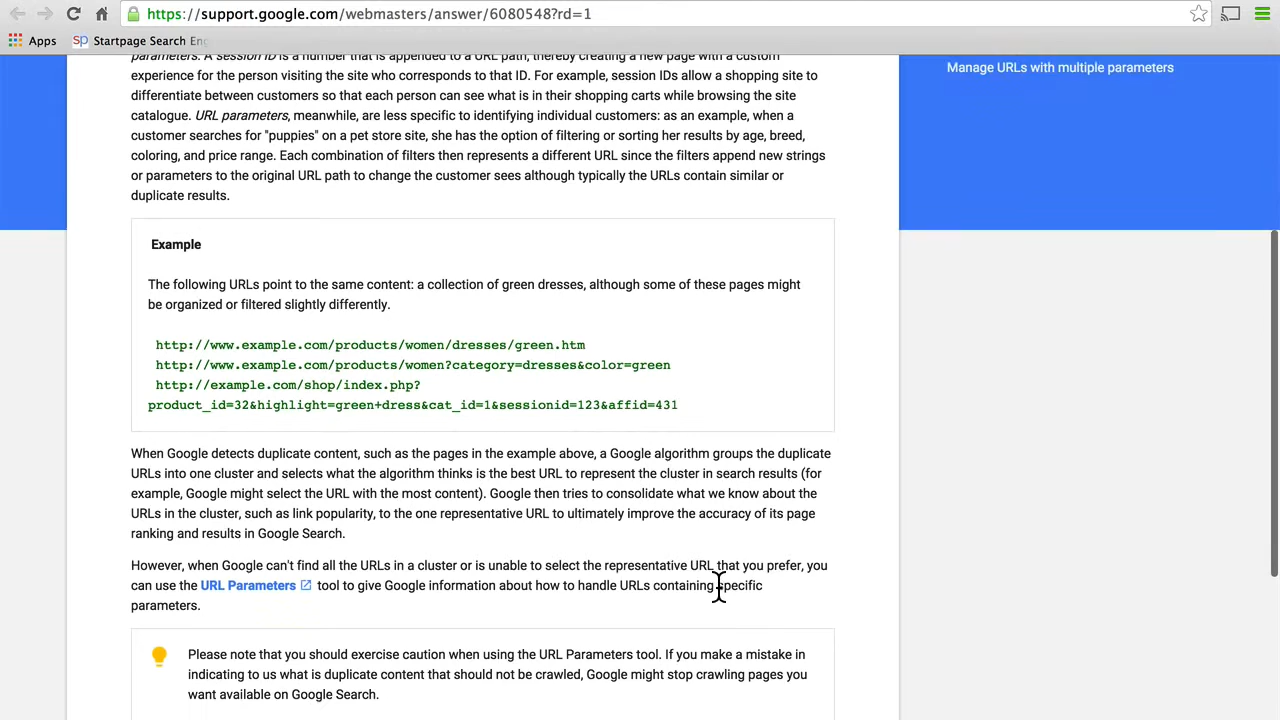 https://support.google.com/webmasters/answer/6080548?rd=1
Apps
Startpage Search En
parameters. A session ID is a number that is appended to a URL path, thereby creating a new page with a custom
experience for the person visiting the site who corresponds to that ID. For example, session IDs allow a shopping site to
differentiate between customers so that each person can see what is in their shopping carts while browsing the site
catalogue. URL parameters, meanwhile, are less specific to identifying individual customers: as an example, when a
customer searches for "puppies" on a pet store site, she has the option of filtering or sorting her results by age, breed,
coloring, and price range. Each combination of filters then represents a different URL since the filters append new strings
or parameters to the original URL path to change the customer sees although typically the URLs contain similar or
duplicate results.
Manage URLs with multiple parameters
Example
The following URLs point to the same content: a collection of green dresses, although some of these pages might
be organized or filtered slightly differently.
http://www.example.com/products/women/dresses/green.htm
http://www.example.com/products/women?category=dresses&color=green
http://example.com/shop/index.php?
product_id=32&highlight=green+dress&cat_id=1&sessionid=123&affid=431
When Google detects duplicate content, such as the pages in the example above, a Google algorithm groups the duplicate
URLs into one cluster and selects what the algorithm thinks is the best URL to represent the cluster in search results (for
example, Google might select the URL with the most content). Google then tries to consolidate what we know about the
URLs in the cluster, such as link popularity, to the one representative URL to ultimately improve the accuracy of its page
ranking and results in Google Search.
However, when Google can't find all the URLs in a cluster or is unable to select the representative URL that you prefer, you
can use the URL Parameters tool to give Google information about how to handle URLs containing specific
parameters.
Please note that you should exercise caution when using the URL Parameters tool. If you make a mistake in
indicating to us what is duplicate content that should not be crawled, Google might stop crawling pages you
want available on Google Search.